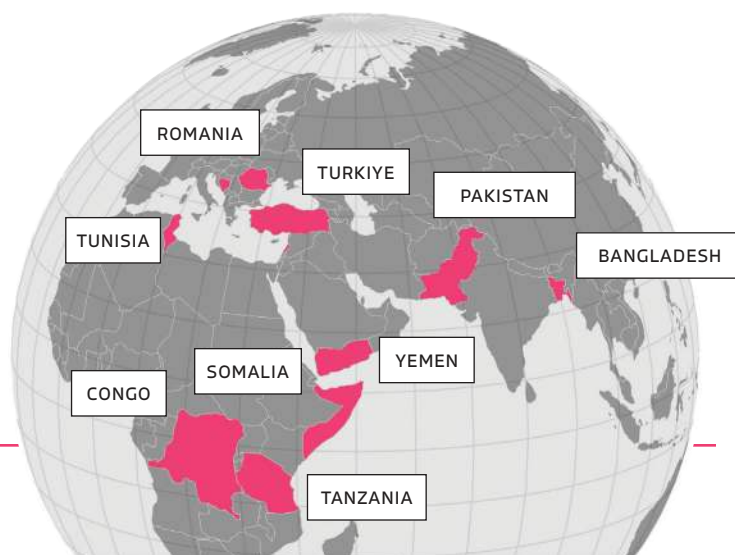 ROMANIA
TURKIYE
PAKISTAN
TUNISIA
BANGLADESH
SOMALIA
YEMEN
CONGO
TANZANIA